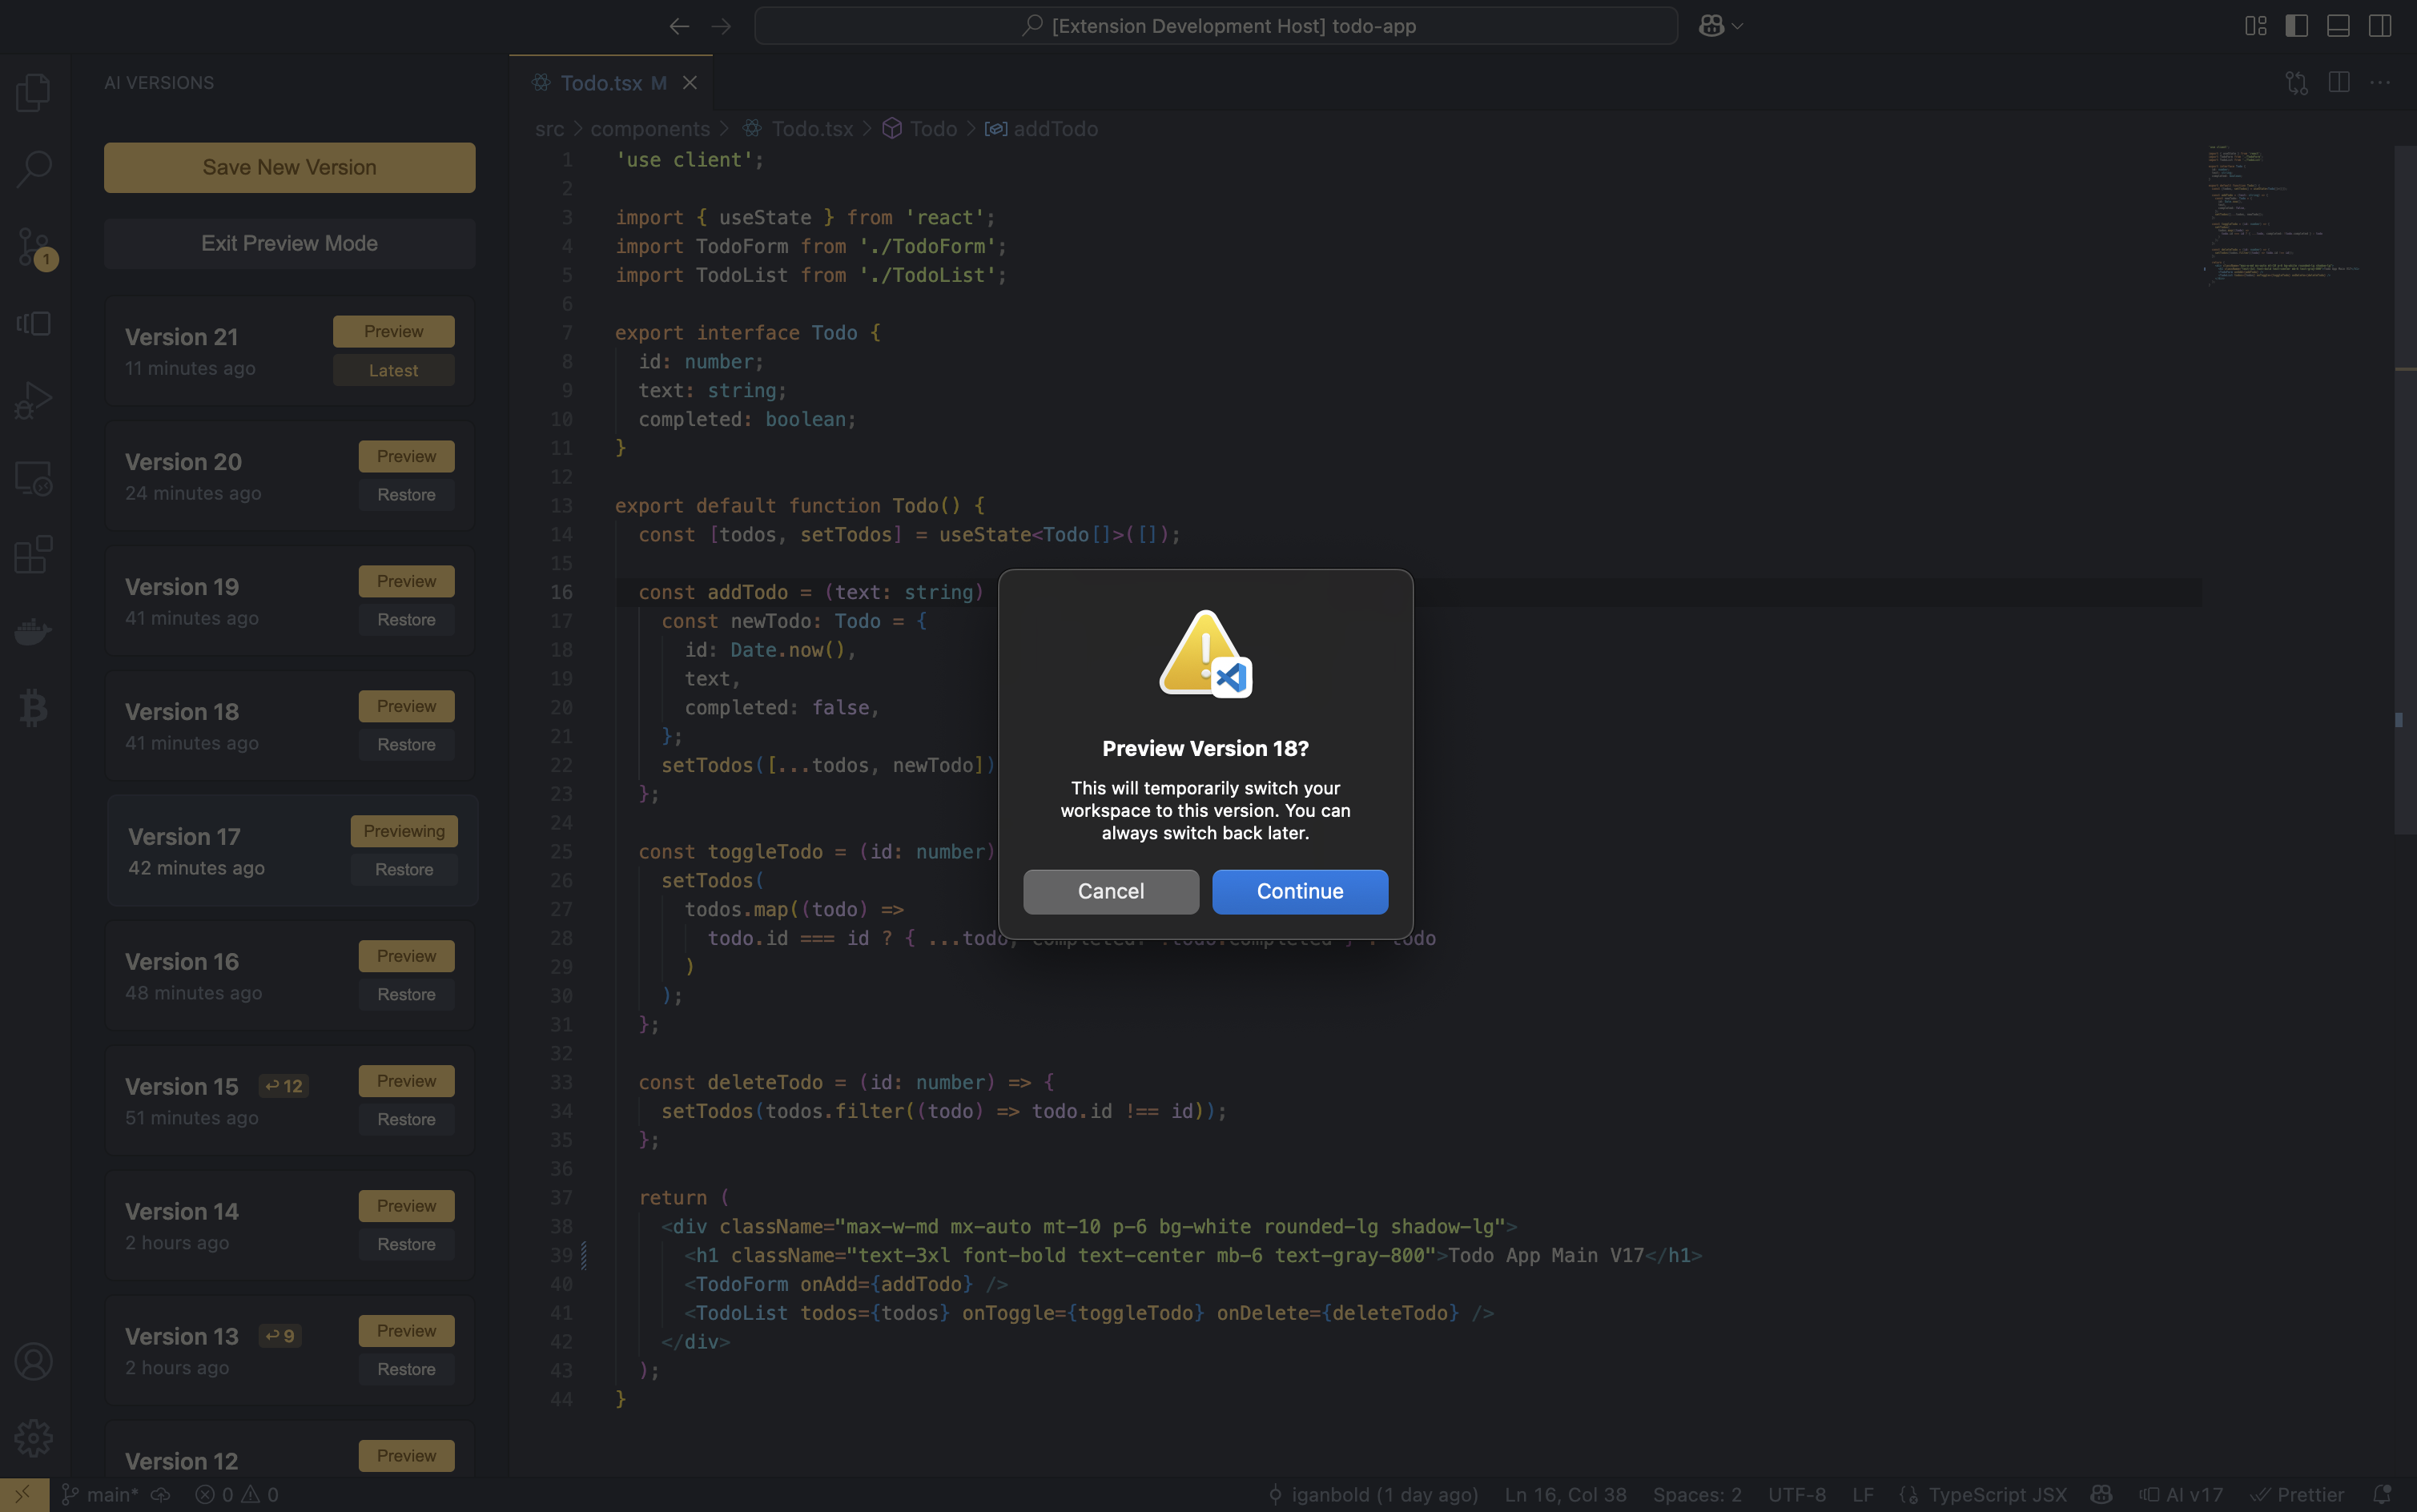 [Extension Development Host] todo-app
AI VERSIONS
Save New Version
Exit Preview Mode
Version 21
11 minutes ago
Preview
Latest
Version 20
24 minutes ago
Preview
Restore
Version 19
41 minutes ago
Preview
Restore
Version 18
41 minutes ago
Preview
Restore
Version 17
42 minutes ago
Previewing
Restore
Version 16
48 minutes ago
Preview
Restore
Version 15 ↩ 12
51 minutes ago
Preview
Restore
Version 14
2 hours ago
Preview
Restore
Version 13 ↩ 9
2 hours ago
Preview
Restore
Version 12
Preview
1
Todo.tsx M
src > components > Todo.tsx > Todo > addTodo
1 'use client';
2
3 import { useState } from 'react';
4 import TodoForm from './TodoForm';
5 import TodoList from './TodoList';
6
7 export interface Todo {
8 id: number;
9 text: string;
10 completed: boolean;
11 }
12
13 export default function Todo() {
14 const [todos, setTodos] = useState<Todo[]>([]);
15
16 const addTodo = (text: string)
17 const newTodo: Todo = {
18 id: Date.now(),
19 text,
20 completed: false,
21 };
22 setTodos([...todos, newTodo])
23 };
24
25 const toggleTodo = (id: number)
26 setTodos(
27 todos.map((todo) =>
28 todo.id === id ? { ...todo, completed: !todo.completed } : todo
29 )
30 );
31 };
32
33 const deleteTodo = (id: number) => {
34 setTodos(todos.filter((todo) => todo.id !== id));
35 };
36
37 return (
38 <div className="max-w-md mx-auto mt-10 p-6 bg-white rounded-lg shadow-lg">
39 <h1 className="text-3xl font-bold text-center mb-6 text-gray-800">Todo App Main V17</h1>
40 <TodoForm onAdd={addTodo} />
41 <TodoList todos={todos} onToggle={toggleTodo} onDelete={deleteTodo} />
42 </div>
43 );
44 }
Preview Version 18?
This will temporarily switch your
workspace to this version. You can
always switch back later.
Cancel
Continue
main* 0 0
iganbold (1 day ago) Ln 16, Col 38 Spaces: 2 UTF-8 LF TypeScript JSX AI v17 Prettier